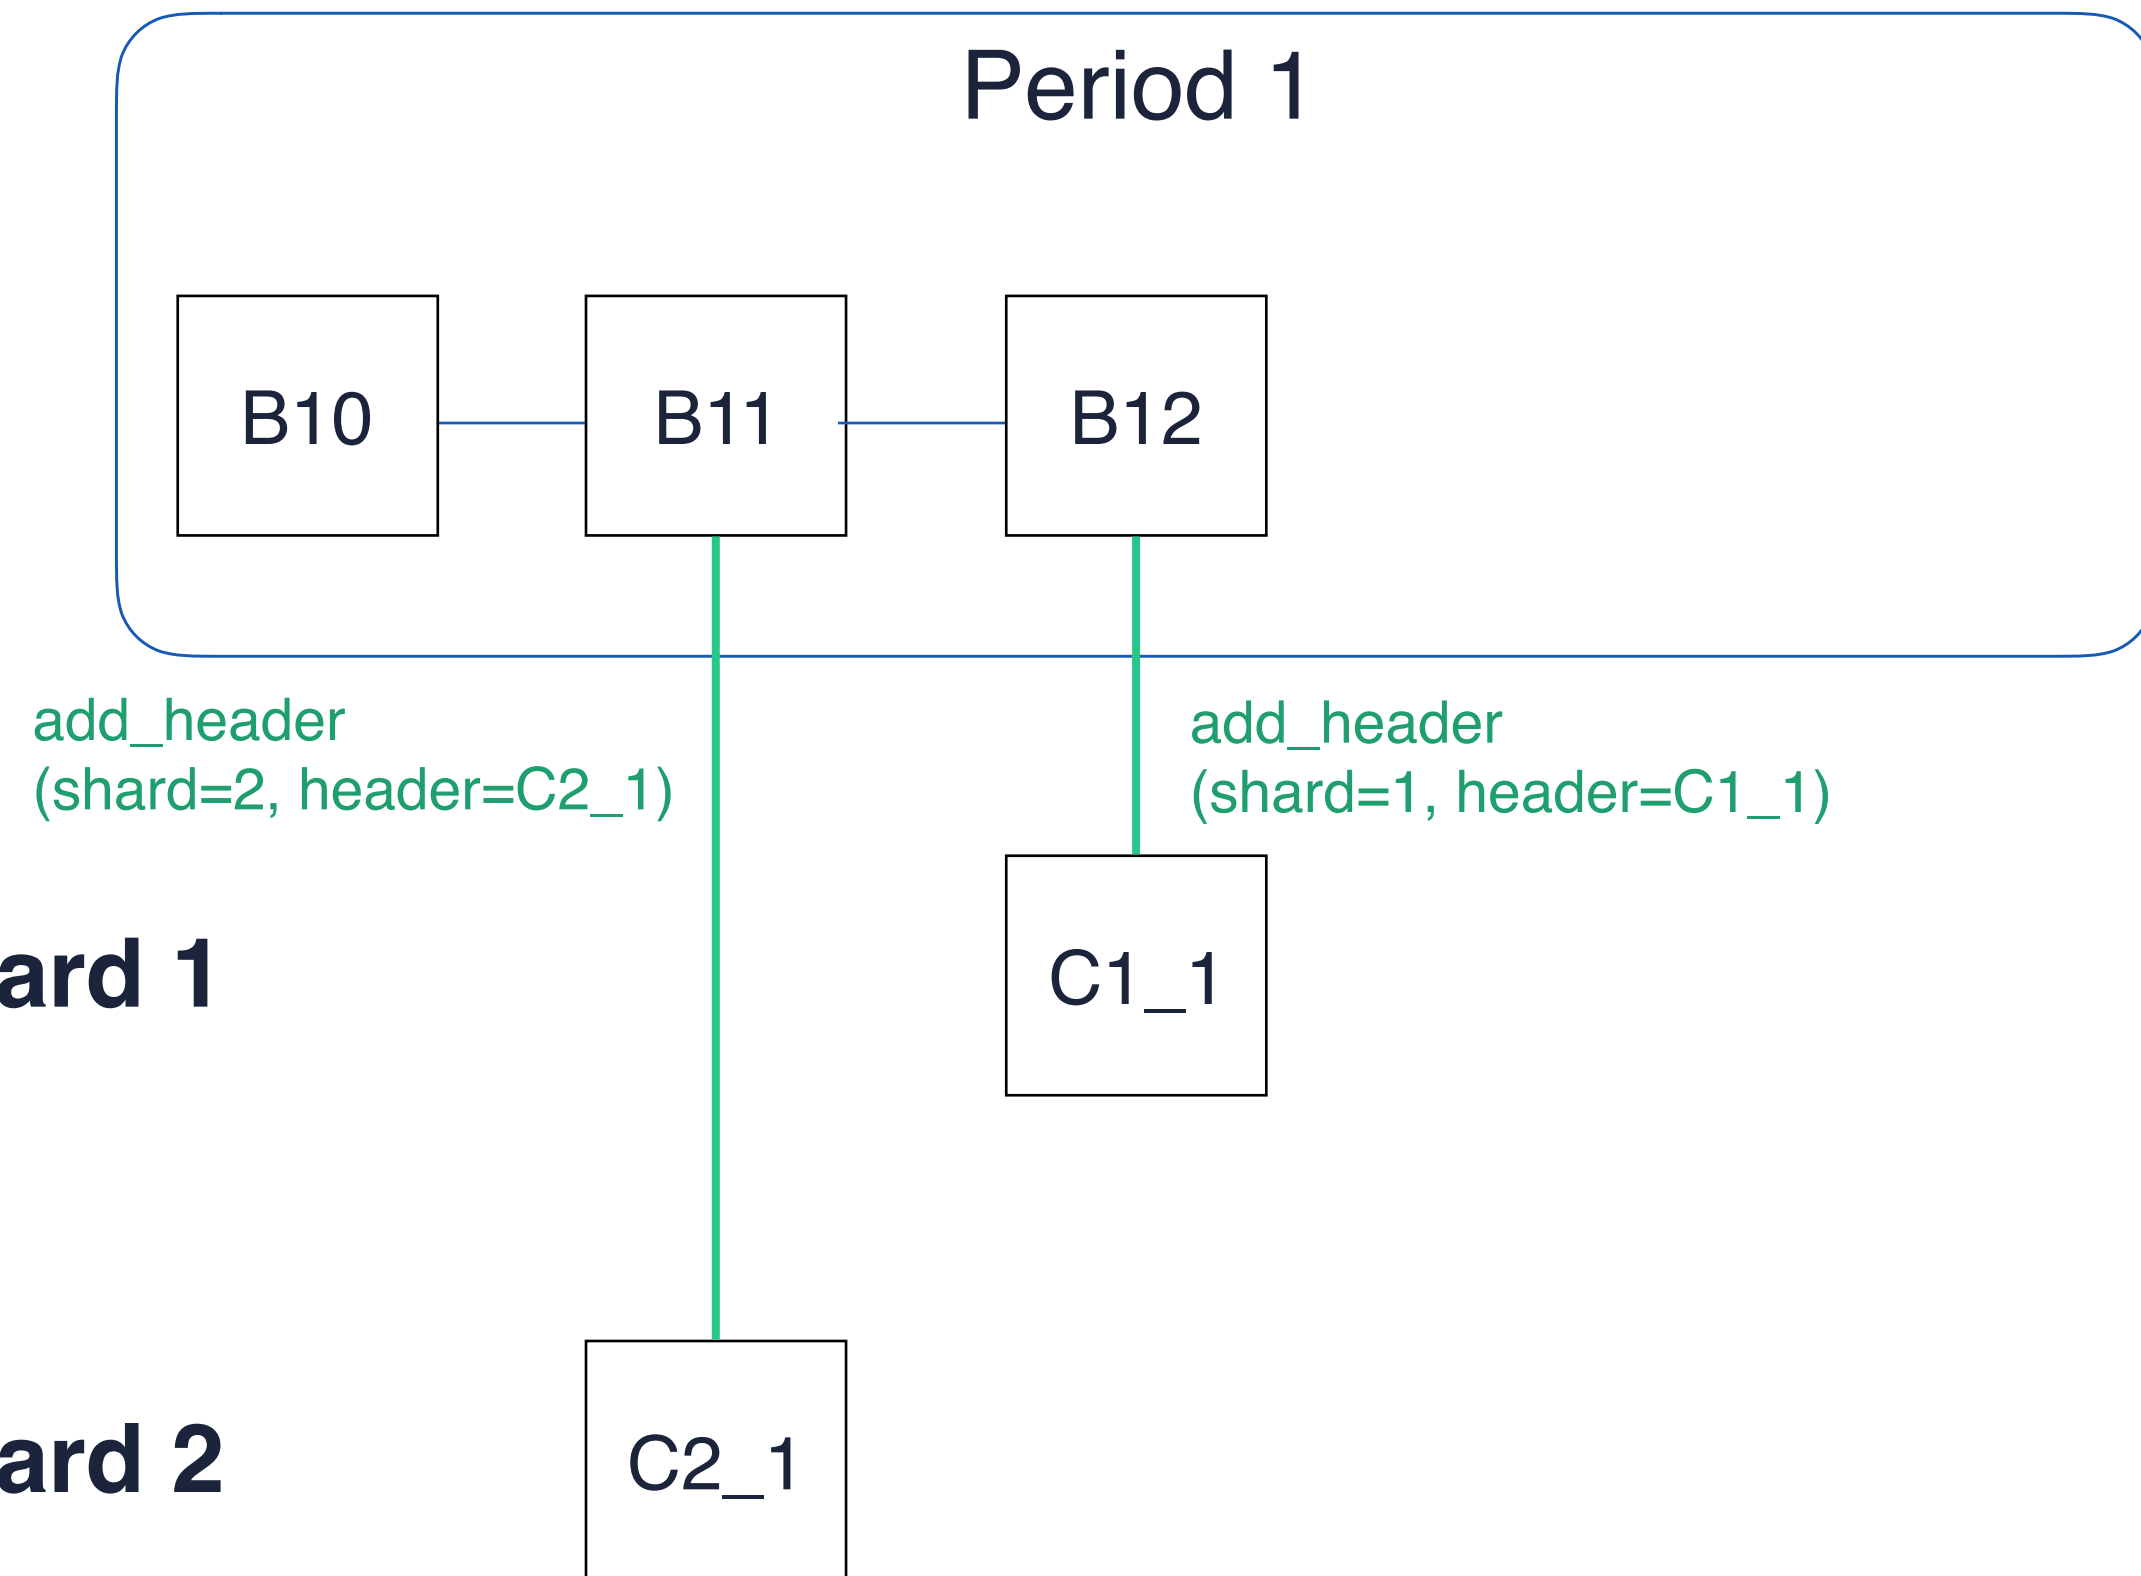 Period 1
B10
B11
B12
add_header
(shard=2, header=C2_1)
add_header
(shard=1, header=C1_1)
ard 1
C1_1
ard 2
C2_1